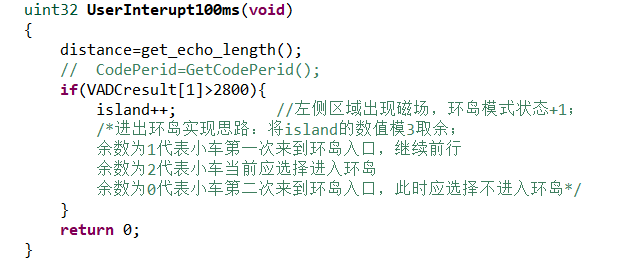 uint32 UserInterupt100ms(void)
{
distance=get_echo_length();
// CodePerid=GetCodePerid();
if(VADCresult[1]>2800){
island++; //左侧区域出现磁场，环岛模式状态+1；
/*进出环岛实现思路：将island的数值模3取余；
余数为1代表小车第一次来到环岛入口，继续前行
余数为2代表小车当前应选择进入环岛
余数为0代表小车第二次来到环岛入口，此时应选择不进入环岛*/
}
return 0;
}